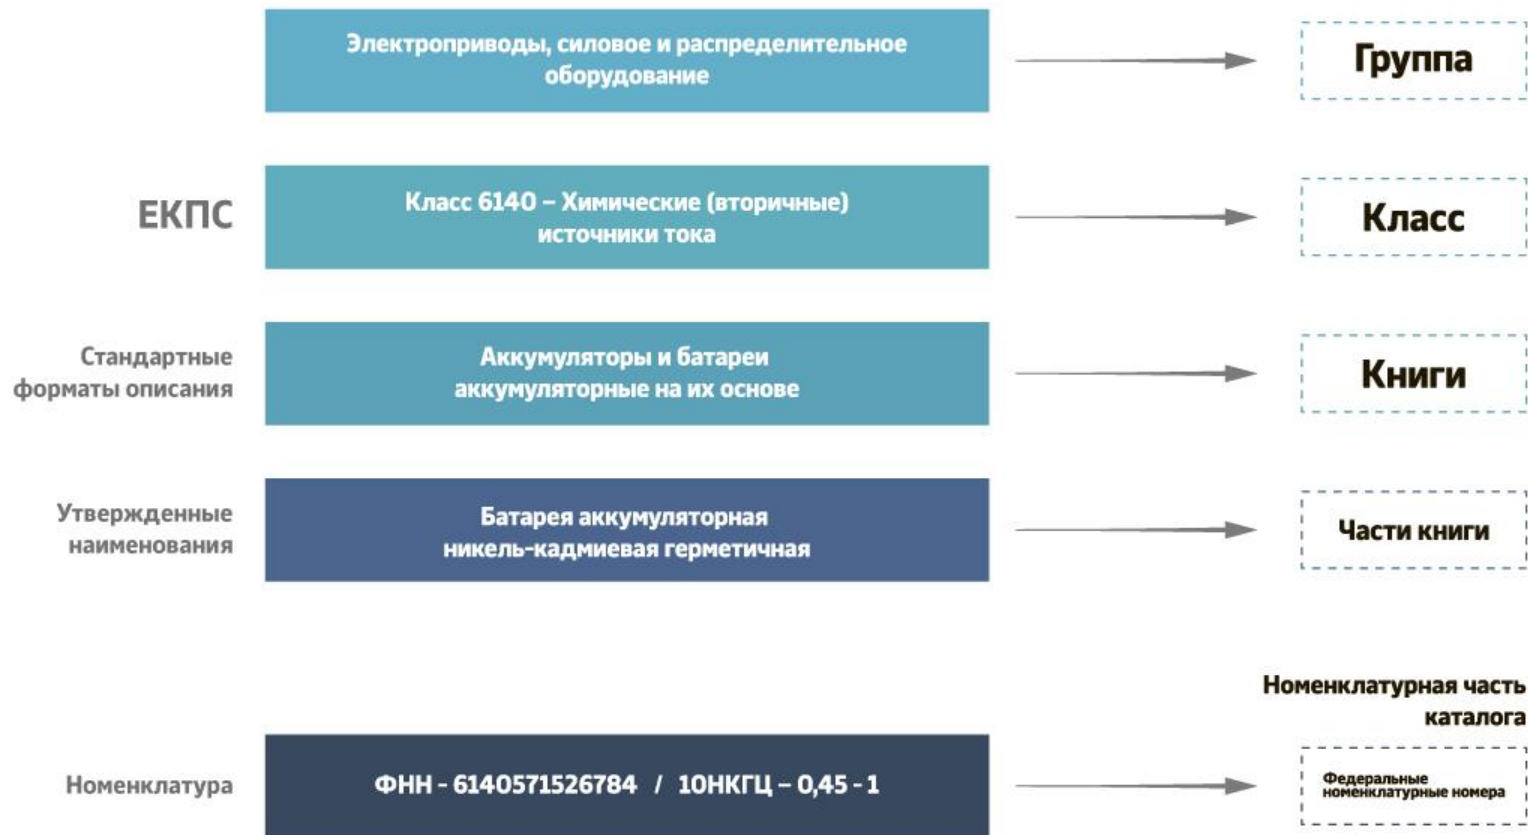 Электроприводы, силовое и распределительное
оборудование
Группа
ЕКПС
Класс 6140 – Химические (вторичные)
источники тока
Класс
Стандартные
форматы описания
Аккумуляторы и батареи
аккумуляторные на их основе
Книги
Утвержденные
наименования
Батарея аккумуляторная
никель-кадмиевая герметичная
Части книги
Номенклатурная часть
каталога
Номенклатура
ФНН - 6140571526784 / 10НКГЦ – 0,45 - 1
Федеральные
номенклатурные номера